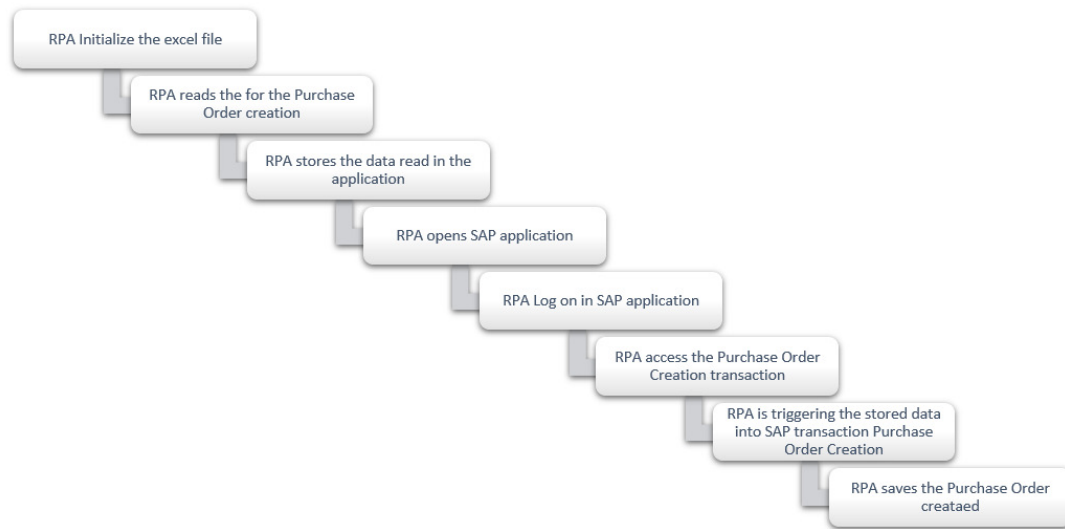 RPA Initialize the excel file
RPA reads the for the Purchase
Order creation
RPA stores the data read in the
application
RPA opens SAP application
RPA Log on in SAP application
RPA access the Purchase Order
Creation transaction
RPA is triggering the stored data
into SAP transaction Purchase
Order Creation
RPA saves the Purchase Order
creataed